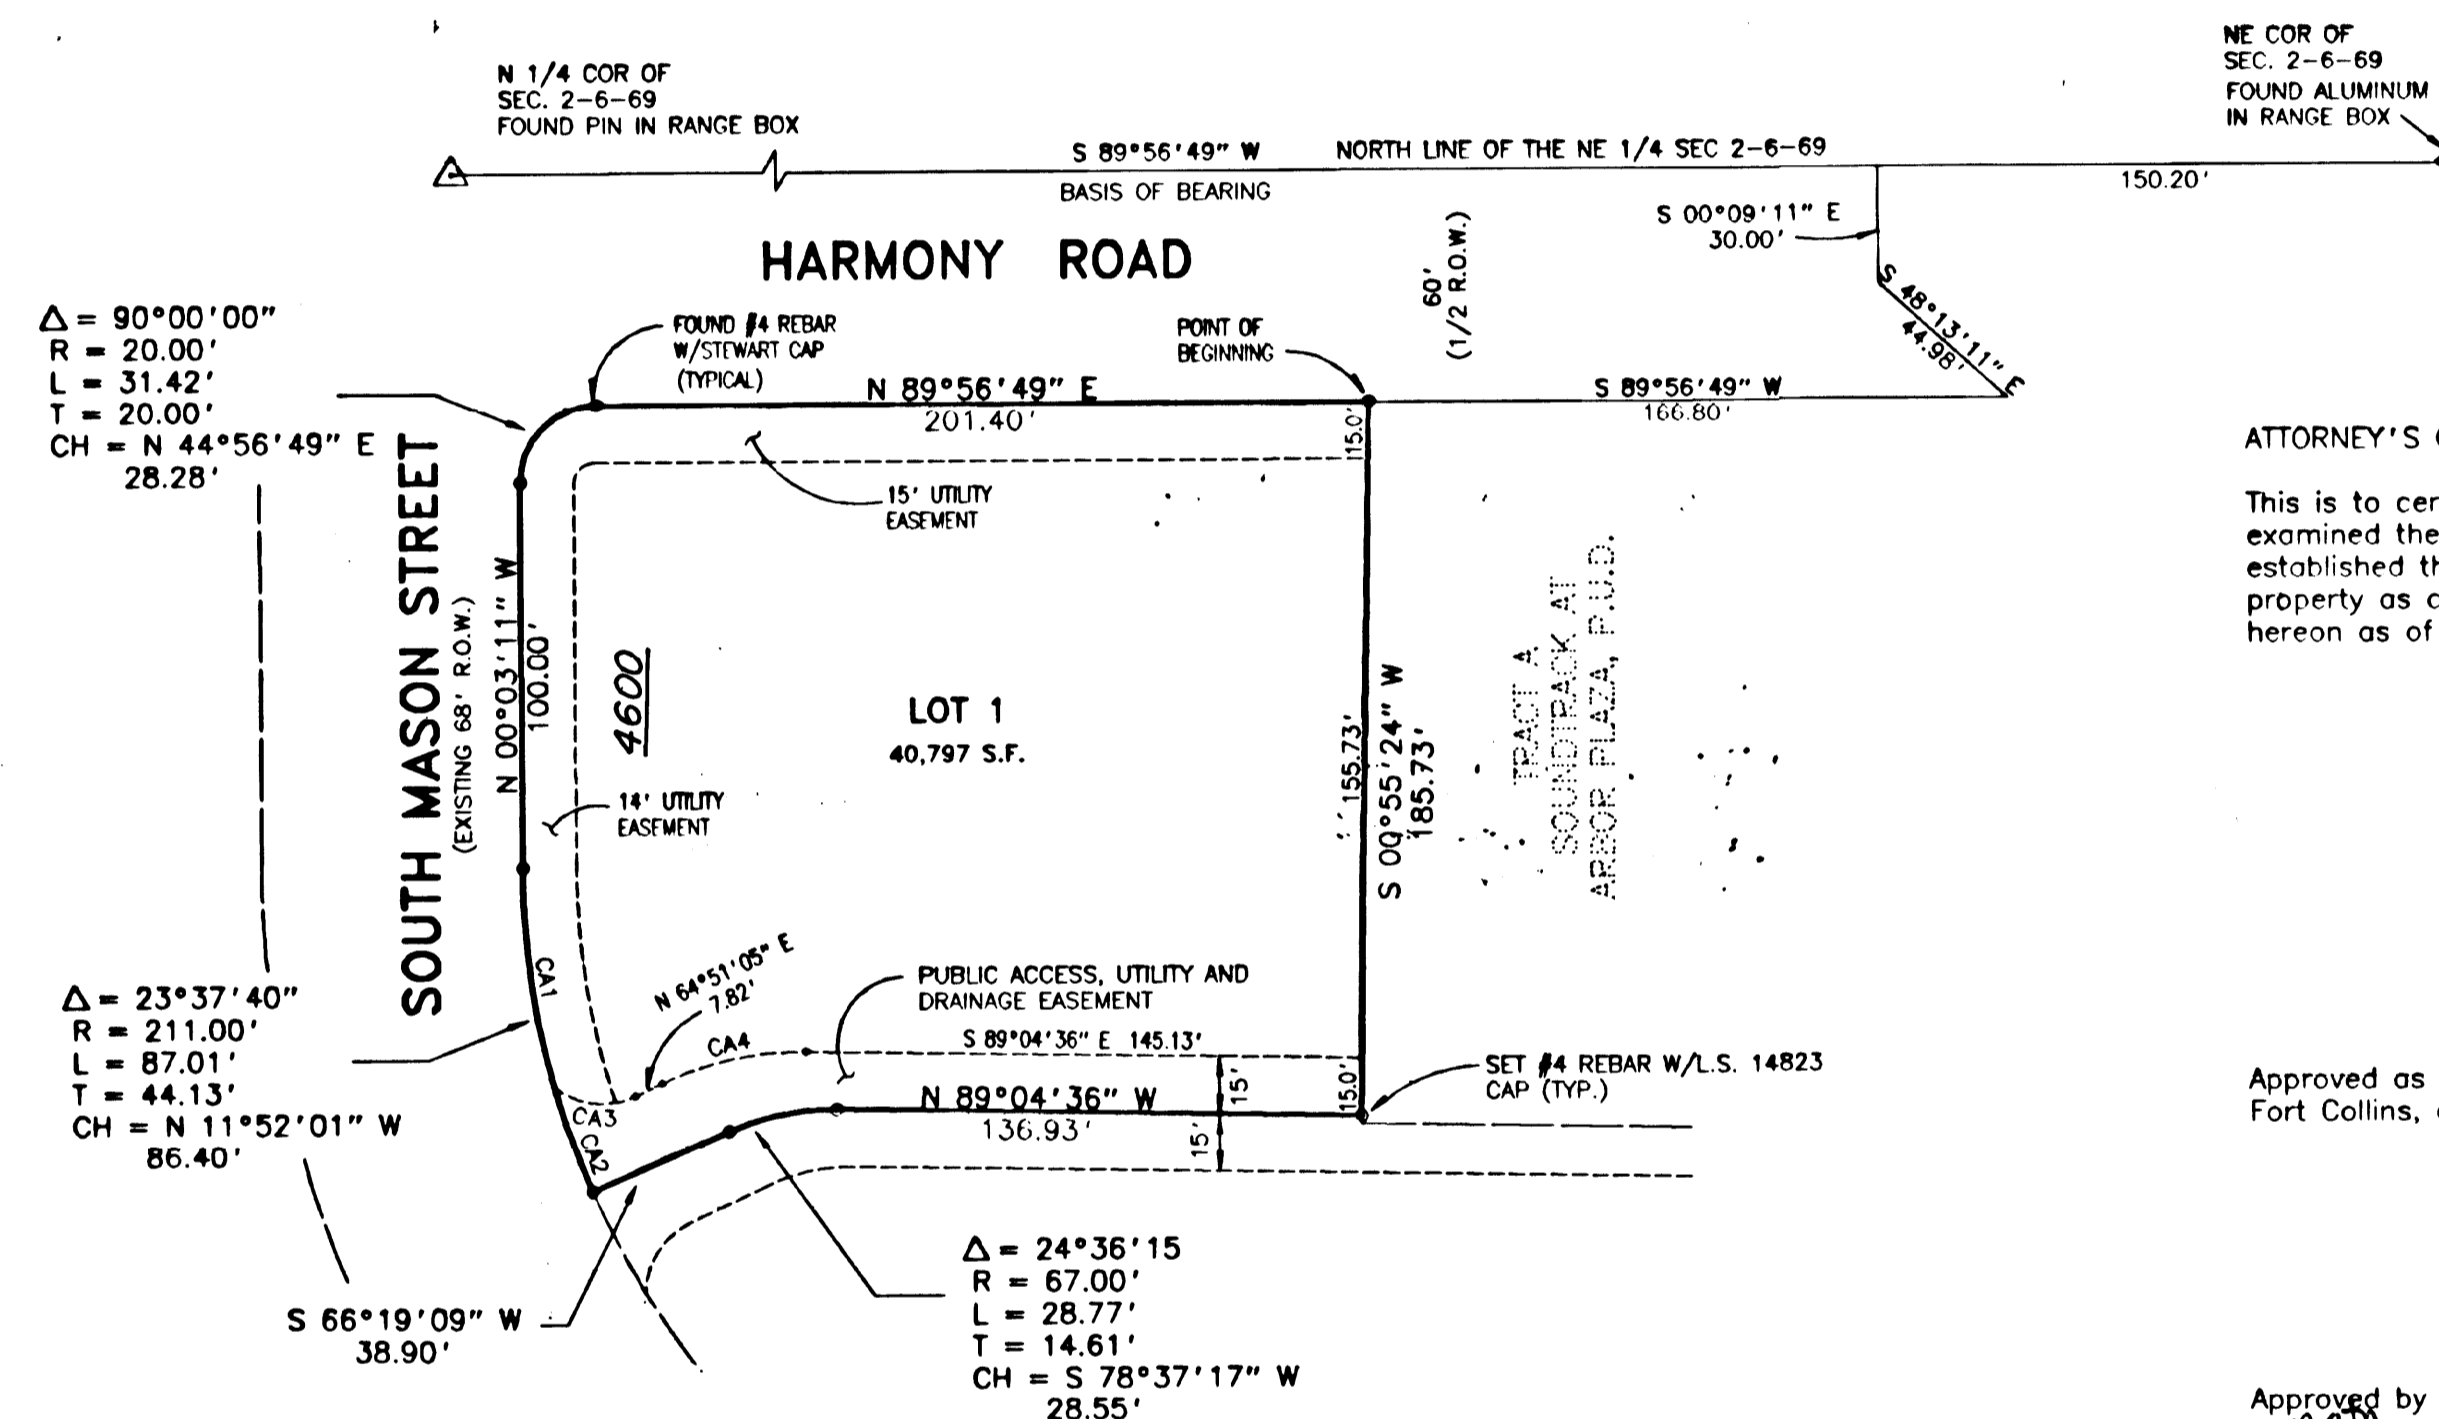 N 1/4 COR OF
SEC. 2-6-69
FOUND PIN IN RANGE BOX
NE COR OF
SEC. 2-6-69
FOUND ALUMINUM
IN RANGE BOX
S 89°56'49" W
NORTH LINE OF THE NE 1/4 SEC 2-6-69
BASIS OF BEARING
150.20'
HARMONY ROAD
60'
(1/2 R.O.W.)
S 00°09'11" E
30.00'
S 48°13'11" E
44.98'
Δ = 90°00'00"
R = 20.00'
L = 31.42'
T = 20.00'
CH = N 44°56'49" E
28.28'
FOUND #4 REBAR
W/STEWART CAP
(TYPICAL)
POINT OF
BEGINNING
N 89°56'49" E
201.40'
15.0'
S 89°56'49" W
166.80'
15' UTILITY
EASEMENT
SOUTH MASON STREET
(EXISTING 68' R.O.W.)
N 00°03'11" W
100.00'
4600
LOT 1
40,797 S.F.
14' UTILITY
EASEMENT
155.73'
S 00°55'24" W
185.73'
TRACT A
SOUNDTRACK AT
ARBOR PLAZA, P.U.D.
ATTORNEY'S
This is to cer
examined the
established th
property as
hereon as of
CA1
N 64°51'05" E
7.82'
CA4
PUBLIC ACCESS, UTILITY AND
DRAINAGE EASEMENT
S 89°04'36" E 145.13'
Δ = 23°37'40"
R = 211.00'
L = 87.01'
T = 44.13'
CH = N 11°52'01" W
86.40'
CA3
CA2
N 89°04'36" W
136.93'
15'
15'
15.0'
SET #4 REBAR W/L.S. 14823
CAP (TYP.)
Approved as
Fort Collins,
S 66°19'09" W
38.90'
Δ = 24°36'15
R = 67.00'
L = 28.77'
T = 14.61'
CH = S 78°37'17" W
28.55'
Approved by